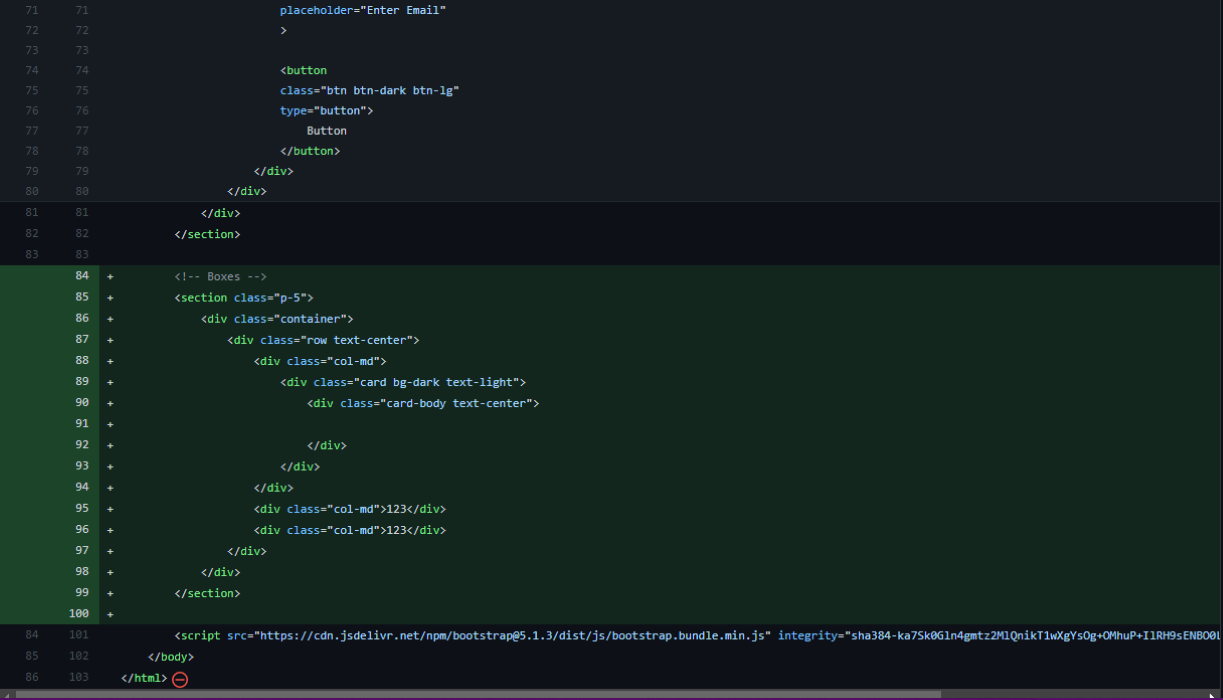 71 71 placeholder="Enter Email"
72 72 >
73 73
74 74 <button
75 75 class="btn btn-dark btn-lg"
76 76 type="button">
77 77 Button
78 78 </button>
79 79 </div>
80 80 </div>
81 81 </div>
82 82 </section>
83 83
84 + <!-- Boxes -->
85 + <section class="p-5">
86 + <div class="container">
87 + <div class="row text-center">
88 + <div class="col-md">
89 + <div class="card bg-dark text-light">
90 + <div class="card-body text-center">
91 +
92 + </div>
93 + </div>
94 + </div>
95 + <div class="col-md">123</div>
96 + <div class="col-md">123</div>
97 + </div>
98 + </div>
99 + </section>
100 +
84 101 <script src="https://cdn.jsdelivr.net/npm/bootstrap@5.1.3/dist/js/bootstrap.bundle.min.js" integrity="sha384-ka7Sk0Gln4gmtz2MlQnikT1wXgYsOg+OMhuP+IlRH9sENBO0L
85 102 </body>
86 103 </html>